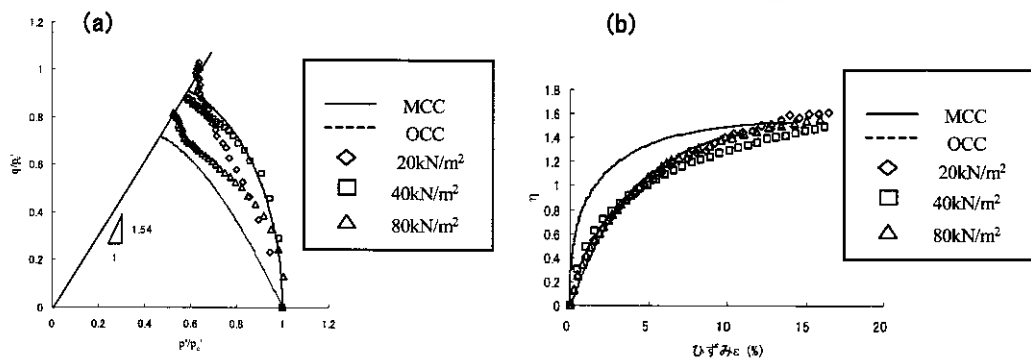 (a)
q/pc'
1.2
1
0.8
0.6
0.4
0.2
0
0 0.2 0.4 0.6 0.8 1 1.2
p'/pc'
1.54
1
MCC
OCC
20kN/m²
40kN/m²
80kN/m²
(b)
η
1.8
1.6
1.4
1.2
1
0.8
0.6
0.4
0.2
0
0 5 10 15 20
ひずみε (%)
MCC
OCC
20kN/m²
40kN/m²
80kN/m²